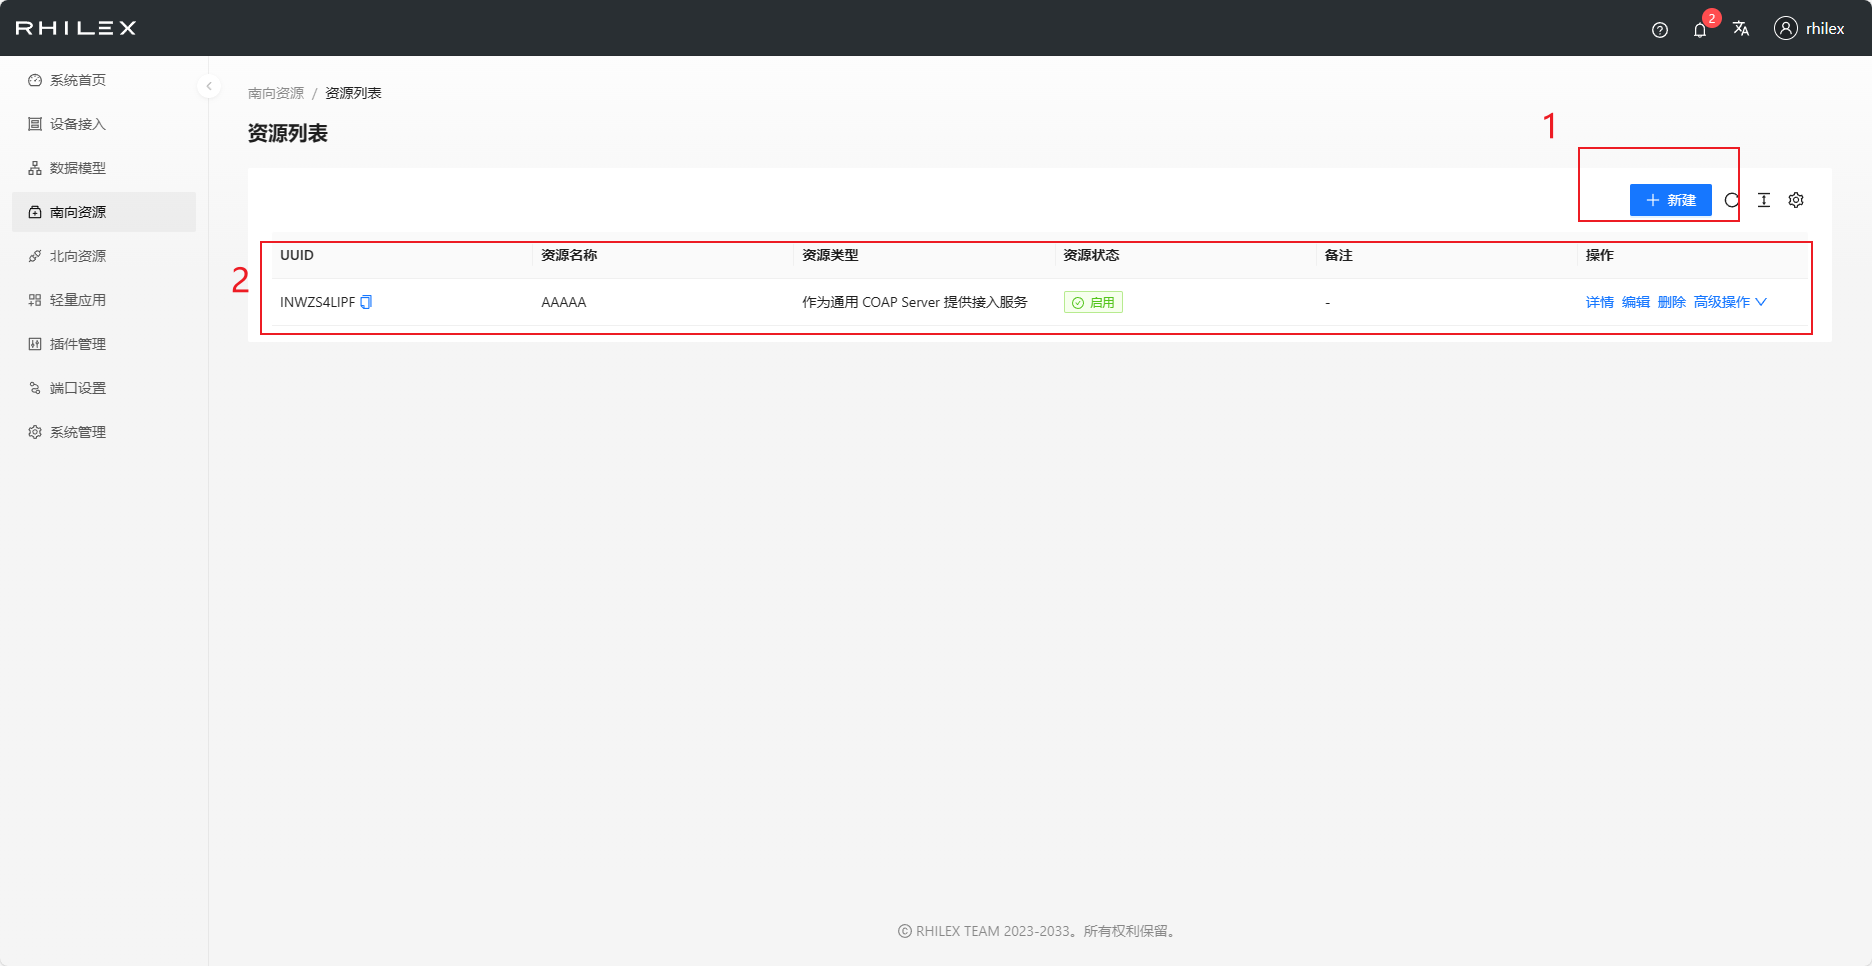 RHILEX
2
rhilex
系统首页
设备接入
数据模型
南向资源
北向资源
轻量应用
插件管理
端口设置
系统管理
南向资源 / 资源列表
资源列表
1
新建
2
UUID 资源名称 资源类型 资源状态 备注 操作
INWZS4LIPF AAAAA 作为通用 COAP Server 提供接入服务 启用 - 详情 编辑 删除 高级操作
© RHILEX TEAM 2023-2033。所有权利保留。